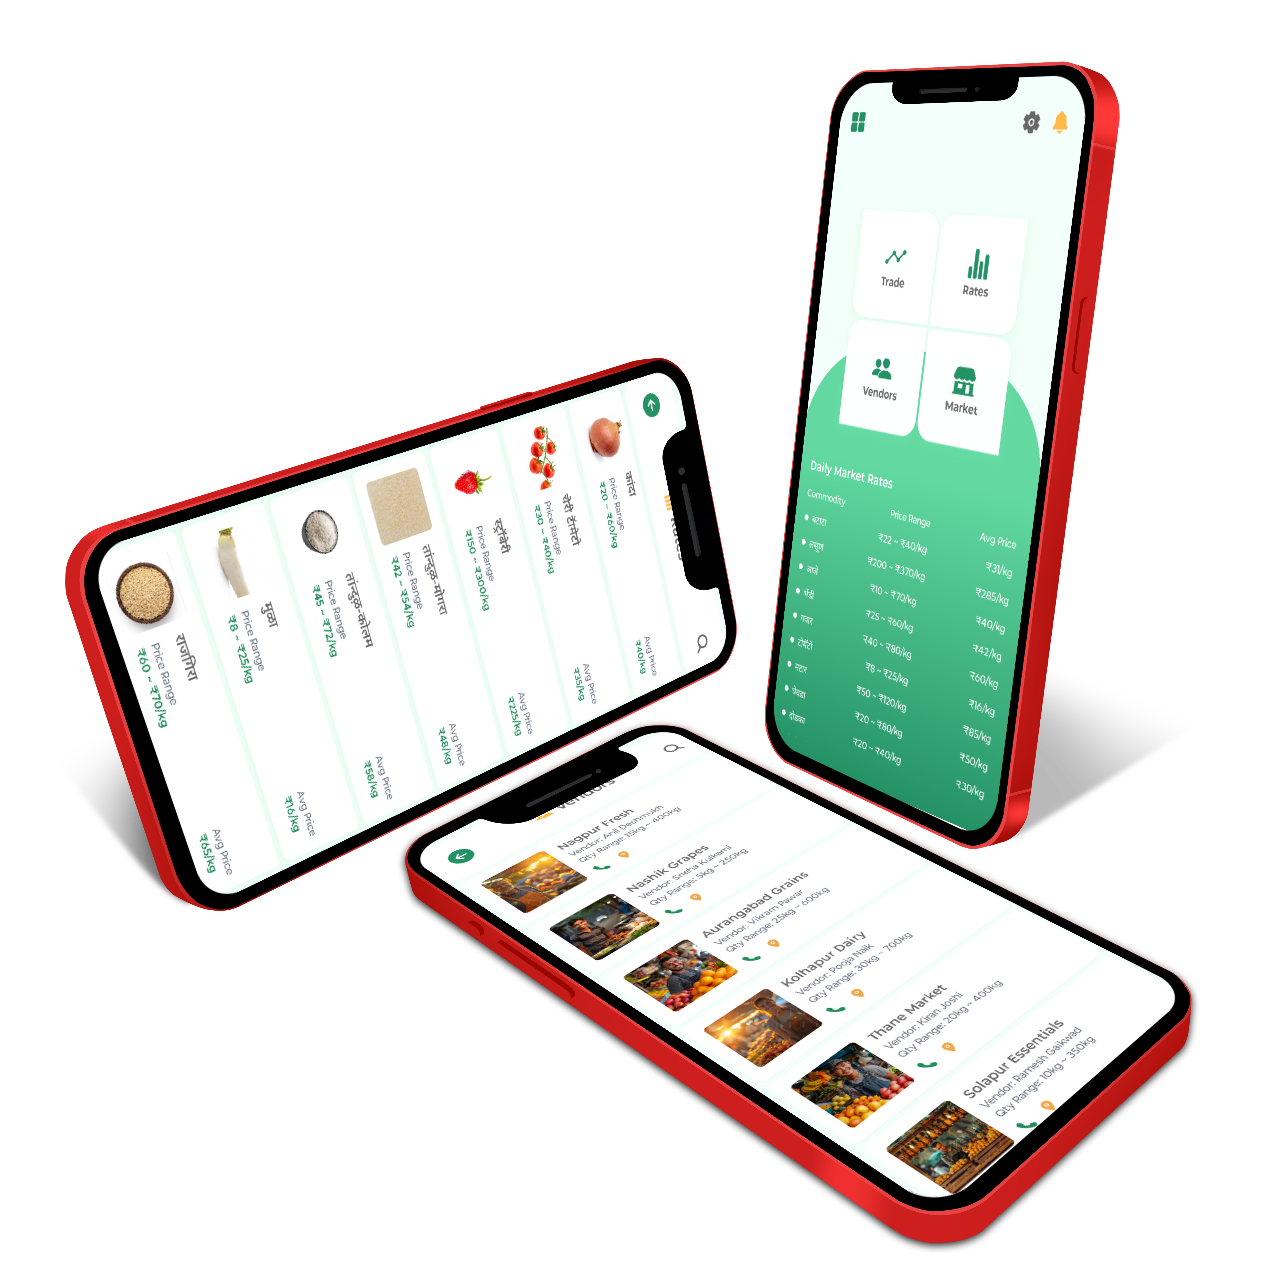 Trade
Rates
Vendors
Market
Daily Market Rates
Commodity Price Range Avg Price
• बटाटा ₹22 ~ ₹40/kg ₹31/kg
• लसूण ₹200 ~ ₹370/kg ₹285/kg
• आले ₹10 ~ ₹70/kg ₹40/kg
• भेंडी ₹25 ~ ₹60/kg ₹42/kg
• गाजर ₹40 ~ ₹80/kg ₹60/kg
• टोमॅटो ₹8 ~ ₹25/kg ₹16/kg
• मटार ₹50 ~ ₹120/kg ₹85/kg
• घेवडा ₹20 ~ ₹80/kg ₹50/kg
• दोडका ₹20 ~ ₹40/kg ₹30/kg
Rates
कांदा
Price Range Avg Price
₹20 ~ ₹60/kg ₹40/kg
चेरी टोमॅटो
Price Range Avg Price
₹30 ~ ₹40/kg ₹35/kg
स्ट्रॉबेरी
Price Range Avg Price
₹150 ~ ₹300/kg ₹225/kg
तांन्दुळ-मोगरा
Price Range Avg Price
₹42 ~ ₹54/kg ₹48/kg
तांन्दुळ-कोलम
Price Range Avg Price
₹45 ~ ₹72/kg ₹58/kg
मुळा
Price Range Avg Price
₹8 ~ ₹25/kg ₹16/kg
राजगिरा
Price Range Avg Price
₹60 ~ ₹70/kg ₹65/kg
Vendors
Nagpur Fresh
Vendor: Anil Deshmukh
Qty Range: 15kg ~ 400kg
Nashik Grapes
Vendor: Sneha Kulkarni
Qty Range: 5kg ~ 250kg
Aurangabad Grains
Vendor: Vikram Pawar
Qty Range: 25kg ~ 600kg
Kolhapur Dairy
Vendor: Pooja Naik
Qty Range: 30kg ~ 700kg
Thane Market
Vendor: Kiran Joshi
Qty Range: 20kg ~ 400kg
Solapur Essentials
Vendor: Ramesh Gaikwad
Qty Range: 10kg ~ 350kg